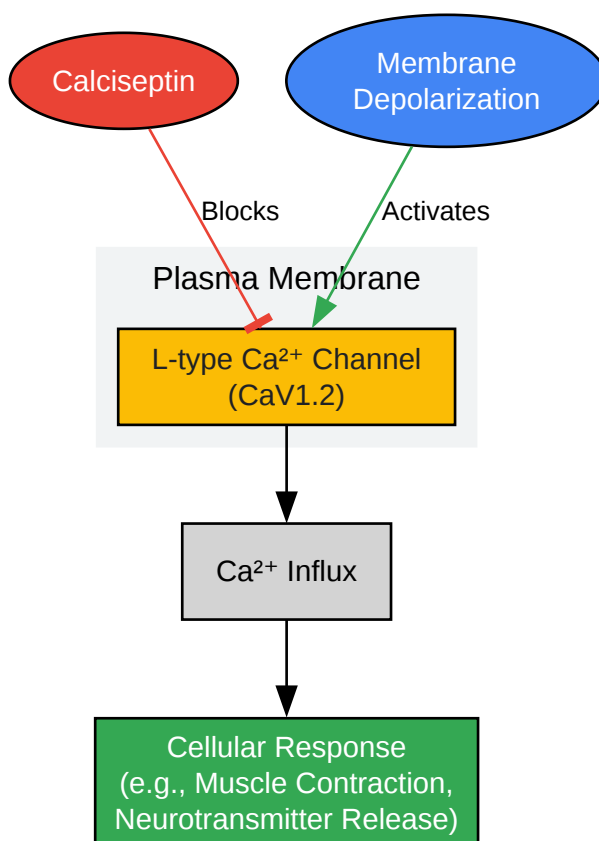 Calciseptin
Membrane
Depolarization
Blocks
Activates
Plasma Membrane
L-type Ca²⁺ Channel
(CaV1.2)
Ca²⁺ Influx
Cellular Response
(e.g., Muscle Contraction,
Neurotransmitter Release)